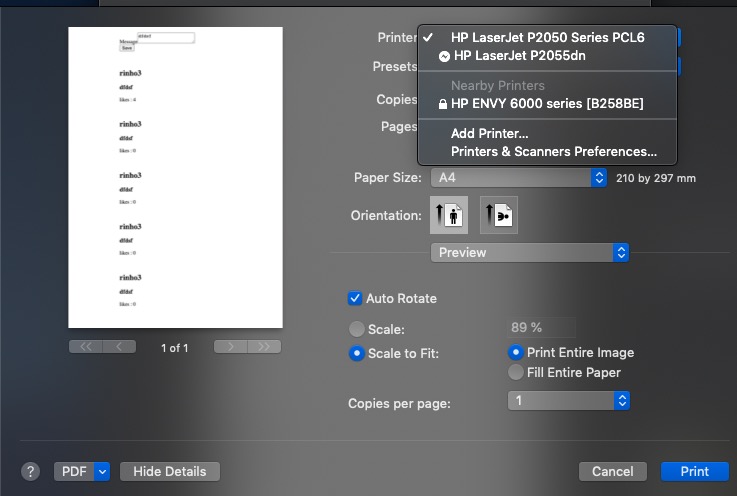 Message
Save
rinho3
dfdsf
likes : 4
rinho3
dfdsf
likes : 0
rinho3
dfdsf
likes : 0
rinho3
dfdsf
likes : 0
rinho3
dfdsf
likes : 0
1 of 1
Printer
HP LaserJet P2050 Series PCL6
HP LaserJet P2055dn
Nearby Printers
HP ENVY 6000 series [B258BE]
Add Printer...
Printers & Scanners Preferences...
Presets
Copies
Pages
Paper Size: A4 210 by 297 mm
Orientation:
Preview
Auto Rotate
Scale: 89 %
Scale to Fit: Print Entire Image
Fill Entire Paper
Copies per page: 1
? PDF Hide Details Cancel Print